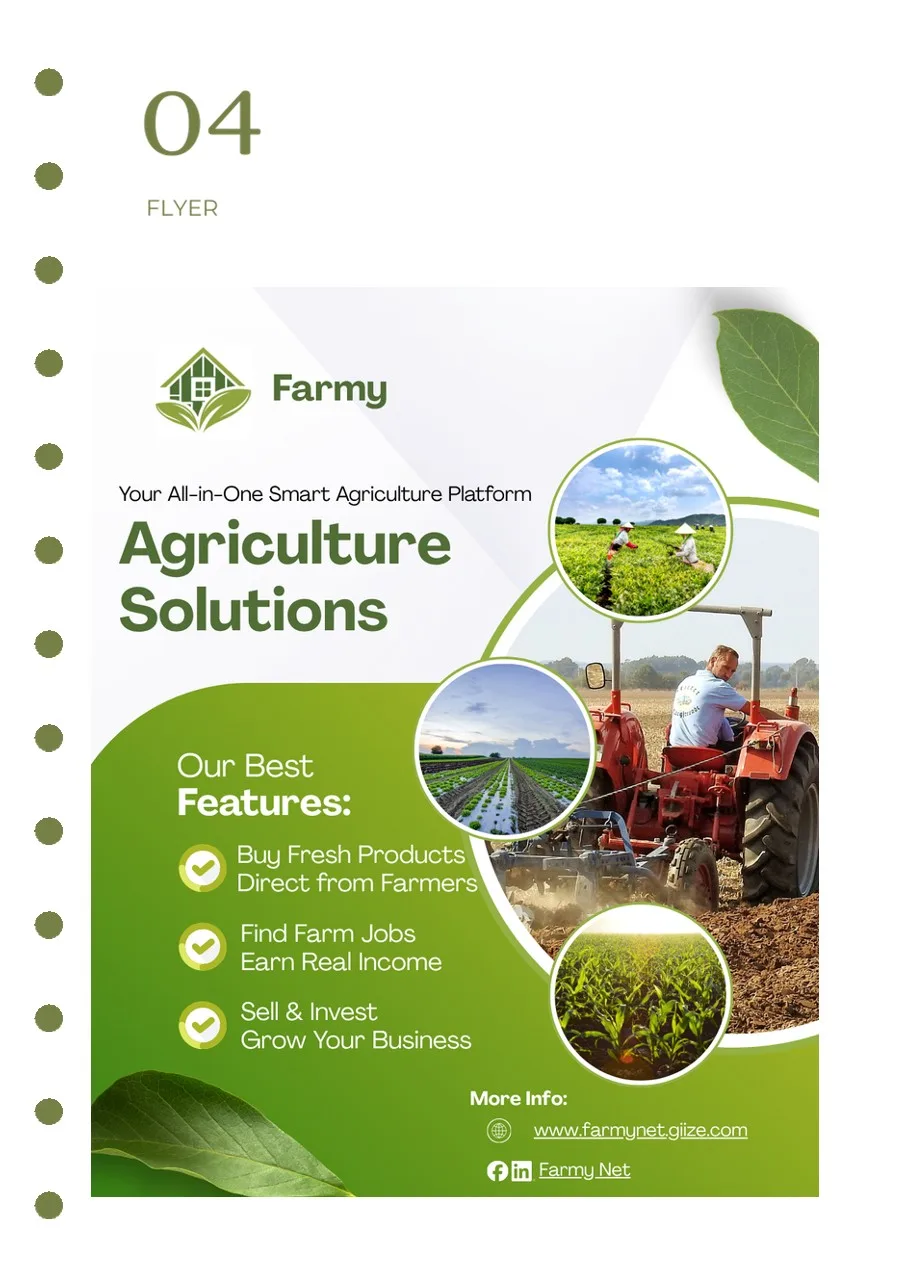 04
FLYER
Farmy
Your All-in-One Smart Agriculture Platform
Agriculture
Solutions
Our Best
Features:
Buy Fresh Products
Direct from Farmers
Find Farm Jobs
Earn Real Income
Sell & Invest
Grow Your Business
More Info:
www.farmynet.giize.com
Farmy Net